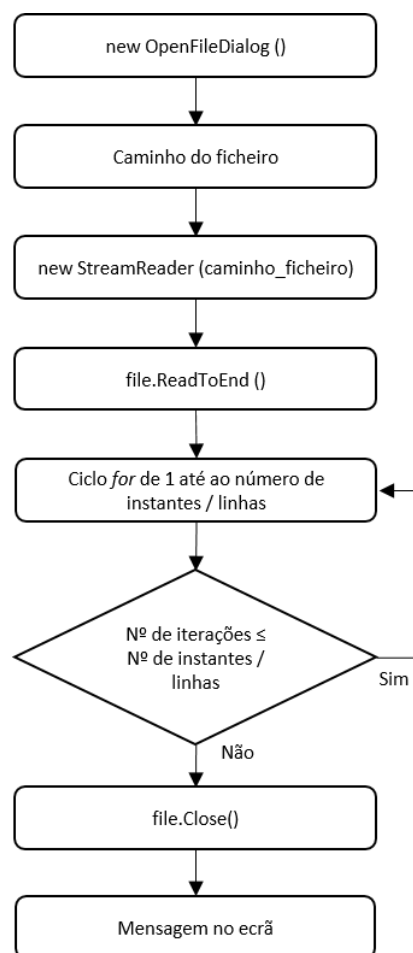 new OpenFileDialog ()
Caminho do ficheiro
new StreamReader (caminho_ficheiro)
file.ReadToEnd ()
Ciclo for de 1 até ao número de
instantes / linhas
Nº de iterações ≤
Nº de instantes /
linhas
Sim
Não
file.Close()
Mensagem no ecrã